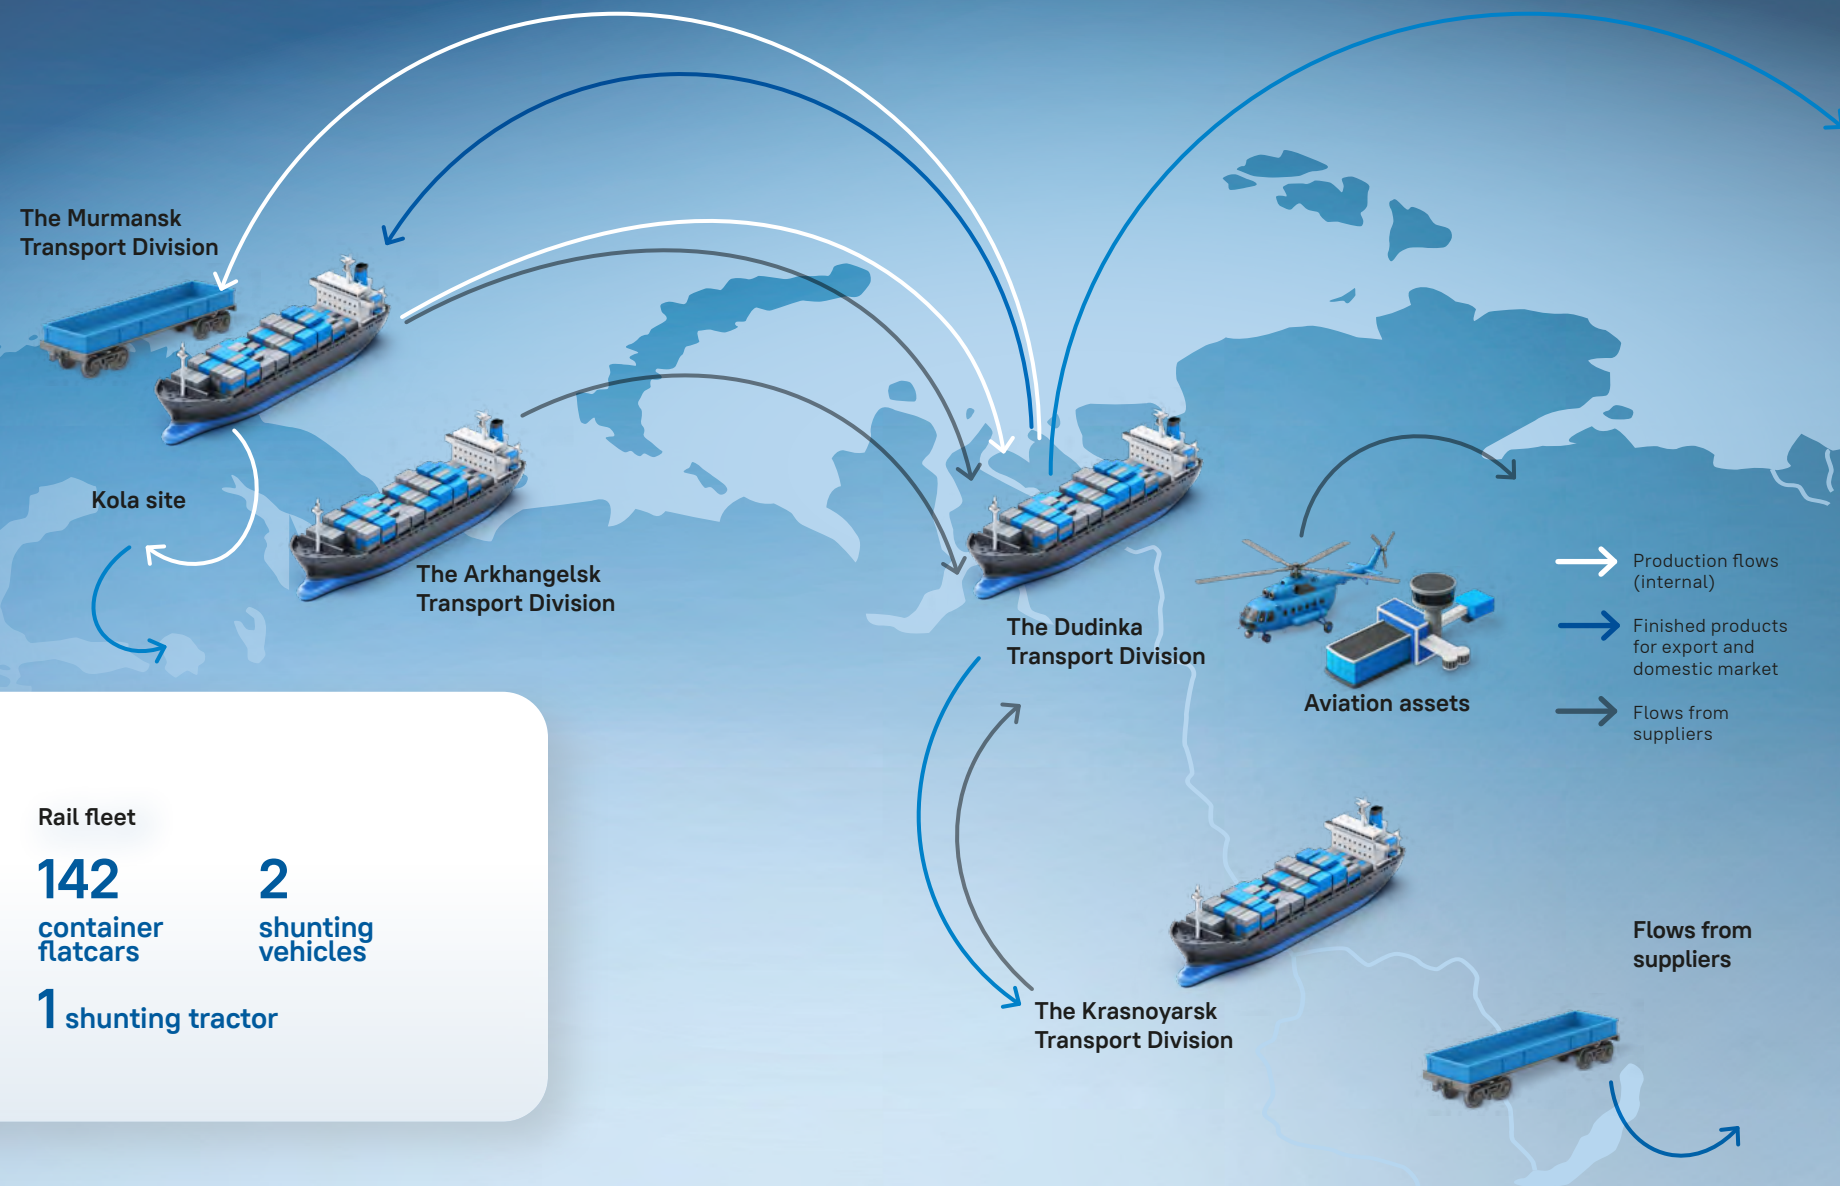 The Murmansk
Transport Division
Kola site
The Arkhangelsk
Transport Division
The Dudinka
Transport Division
Aviation assets
Production flows
(internal)
Finished products
for export and
domestic market
Flows from
suppliers
Rail fleet
142
container
flatcars
2
shunting
vehicles
1 shunting tractor
The Krasnoyarsk
Transport Division
Flows from
suppliers